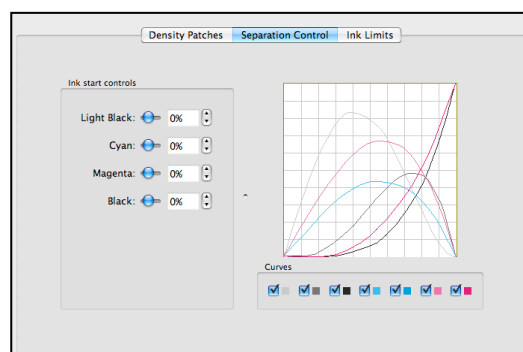 Density Patches Separation Control Ink Limits
Ink start controls
Light Black: 0%
Cyan: 0%
Magenta: 0%
Black: 0%
Curves